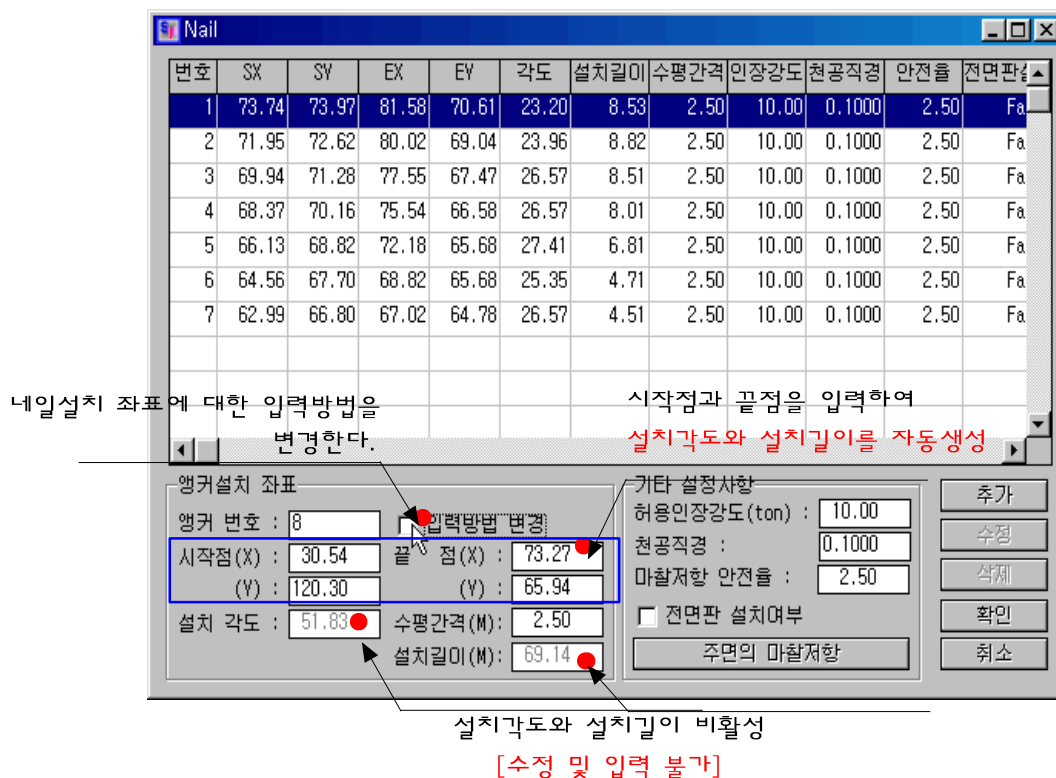 Nail
번호 SX SY EX EY 각도 설치길이 수평간격 인장강도 천공직경 안전율 전면판설
1 73.74 73.97 81.58 70.61 23.20 8.53 2.50 10.00 0.1000 2.50 Fa
2 71.95 72.62 80.02 69.04 23.96 8.82 2.50 10.00 0.1000 2.50 Fa
3 69.94 71.28 77.55 67.47 26.57 8.51 2.50 10.00 0.1000 2.50 Fa
4 68.37 70.16 75.54 66.58 26.57 8.01 2.50 10.00 0.1000 2.50 Fa
5 66.13 68.82 72.18 65.68 27.41 6.81 2.50 10.00 0.1000 2.50 Fa
6 64.56 67.70 68.82 65.68 25.35 4.71 2.50 10.00 0.1000 2.50 Fa
7 62.99 66.80 67.02 64.78 26.57 4.51 2.50 10.00 0.1000 2.50 Fa
네일설치 좌표에 대한 입력방법을
변경한다.
시작점과 끝점을 입력하여
설치각도와 설치길이를 자동생성
앵커설치 좌표
앵커 번호 : 8 입력방법 변경
시작점(X) : 30.54 끝 점(X) : 73.27
(Y) : 120.30 (Y) : 65.94
설치 각도 : 51.83 수평간격(M): 2.50
설치길이(M): 69.14
기타 설정사항
허용인장강도(ton) : 10.00
천공직경 : 0.1000
마찰저항 안전율 : 2.50
전면판 설치여부
주면의 마찰저항
추가
수정
삭제
확인
취소
설치각도와 설치길이 비활성
[수정 및 입력 불가]